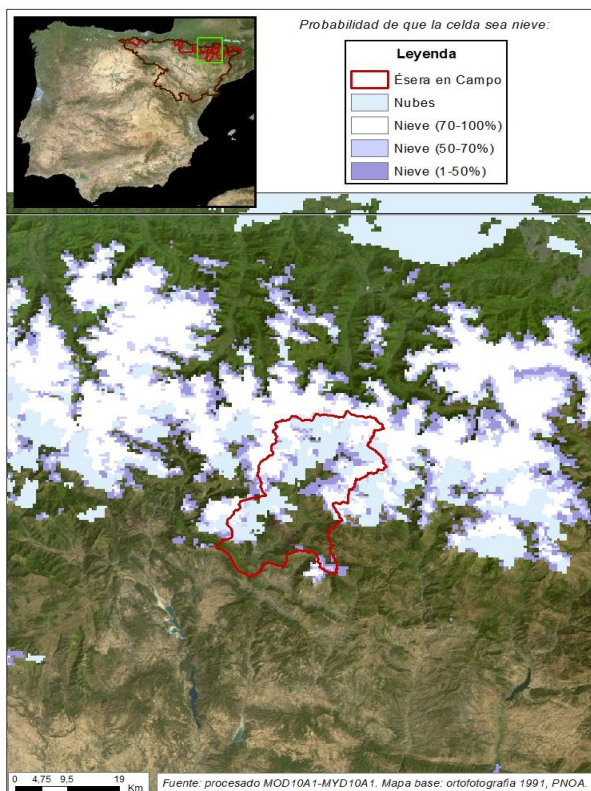 Probabilidad de que la celda sea nieve:
Leyenda
Ésera en Campo
Nubes
Nieve (70-100%)
Nieve (50-70%)
Nieve (1-50%)
0 4,75 9,5 19
Km
Fuente: procesado MOD10A1-MYD10A1. Mapa base: ortofotografia 1991, PNOA.